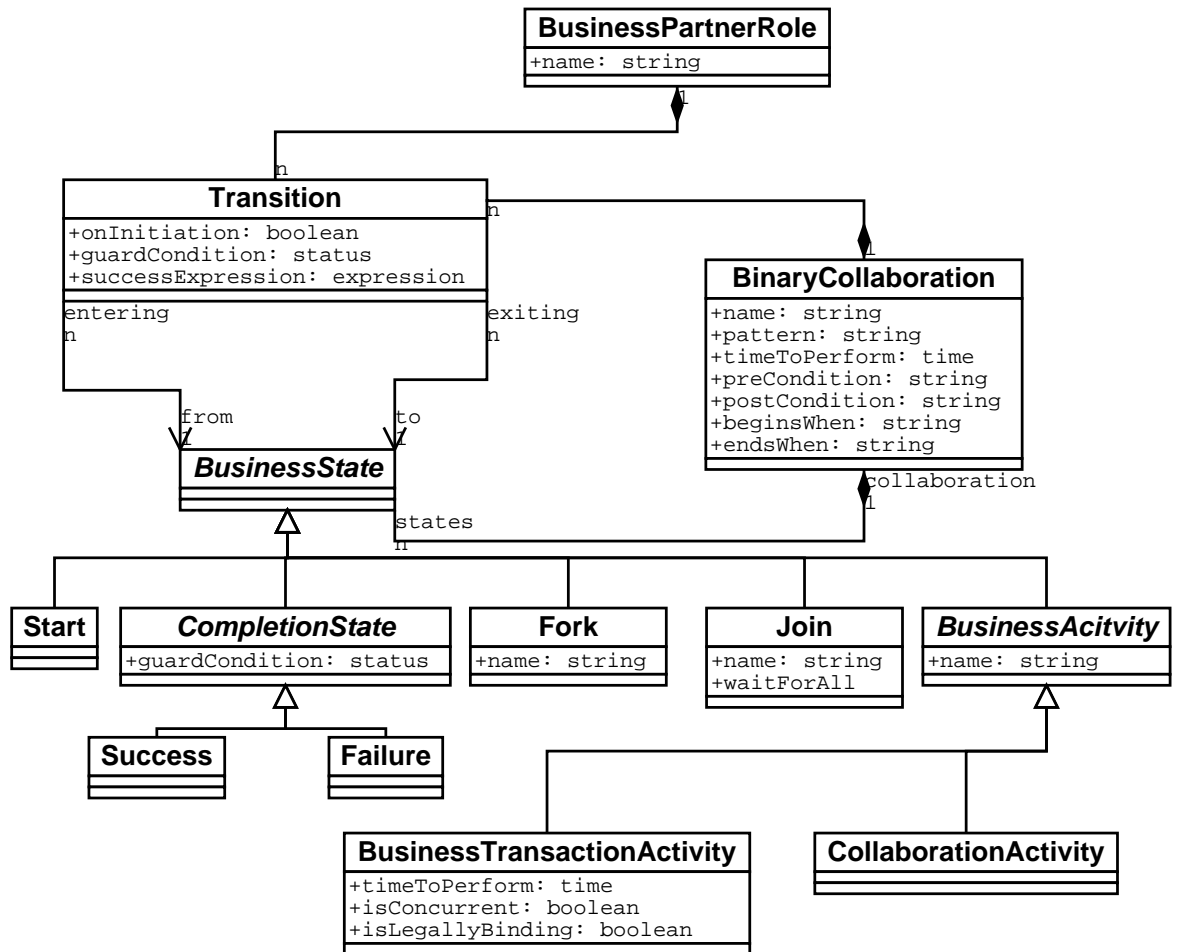 BusinessPartnerRole
+name: string
1
n
Transition
+onInitiation: boolean
+guardCondition: status
+successExpression: expression
n
1
BinaryCollaboration
+name: string
+pattern: string
+timeToPerform: time
+preCondition: string
+postCondition: string
+beginsWhen: string
+endsWhen: string
entering
n
exiting
n
from
1
to
1
BusinessState
collaboration
1
states
n
Start
CompletionState
+guardCondition: status
Fork
+name: string
Join
+name: string
+waitForAll
BusinessAcitvity
+name: string
Success
Failure
BusinessTransactionActivity
+timeToPerform: time
+isConcurrent: boolean
+isLegallyBinding: boolean
CollaborationActivity